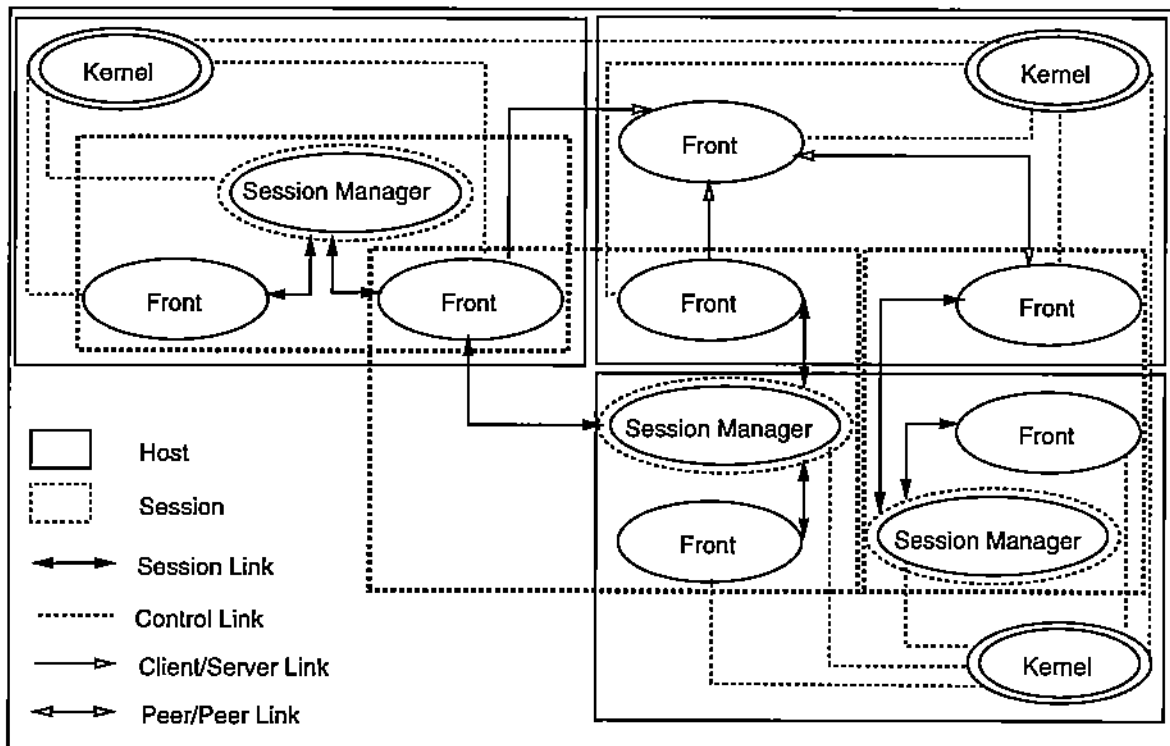 Kernel
Kernel
Front
Session Manager
Front
Front
Front
Front
Session Manager
Front
Front
Session Manager
Kernel
Host
Session
Session Link
Control Link
Client/Server Link
Peer/Peer Link